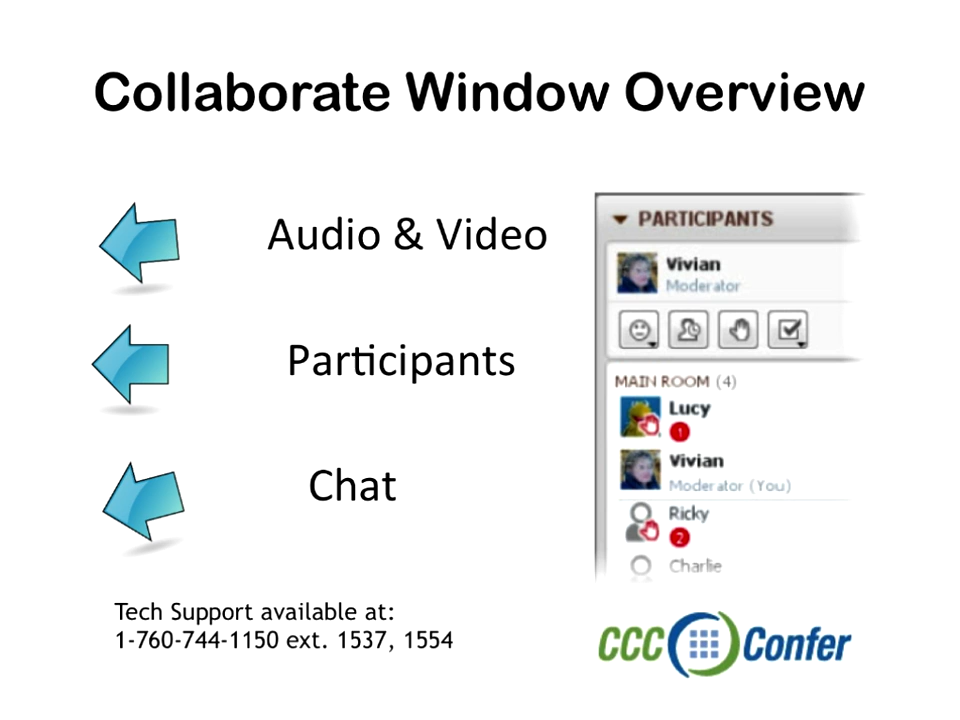 Collaborate Window Overview
Audio & Video
Participants
Chat
PARTICIPANTS
Vivian
Moderator
MAIN ROOM (4)
Lucy
1
Vivian
Moderator (You)
Ricky
2
Charlie
Tech Support available at:
1-760-744-1150 ext. 1537, 1554
CCC Confer